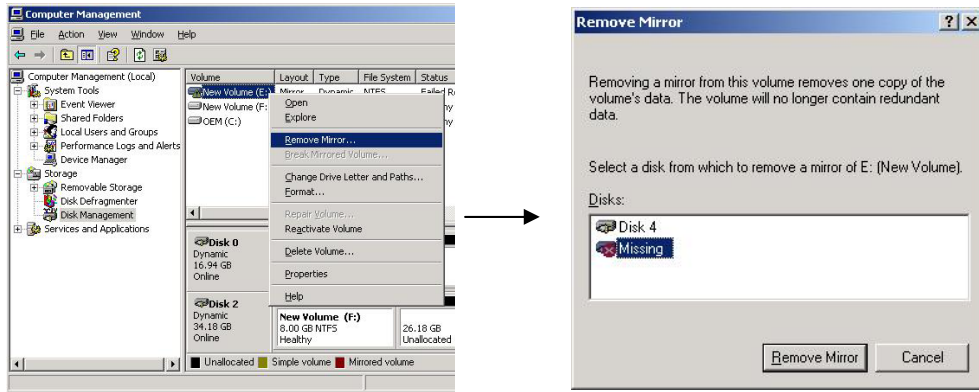 Computer Management
File Action View Window Help
Computer Management (Local)
System Tools
Event Viewer
Shared Folders
Local Users and Groups
Performance Logs and Alerts
Device Manager
Storage
Removable Storage
Disk Defragmenter
Disk Management
Services and Applications
Volume Layout Type File System Status
New Volume (E:) Mirror Dynamic NTFS Failed
New Volume (F:
OEM (C:)
Open
Explore
Remove Mirror...
Break Mirrored Volume...
Change Drive Letter and Paths...
Format...
Repair Volume...
Reactivate Volume
Delete Volume...
Properties
Help
Disk 0
Dynamic
16.94 GB
Online
Disk 2
Dynamic
34.18 GB
Online
New Volume (F:)
8.00 GB NTFS
Healthy
26.18 GB
Unallocated
Unallocated Simple volume Mirrored volume
Remove Mirror
Removing a mirror from this volume removes one copy of the
volume's data. The volume will no longer contain redundant
data.
Select a disk from which to remove a mirror of E: (New Volume).
Disks:
Disk 4
Missing
Remove Mirror Cancel